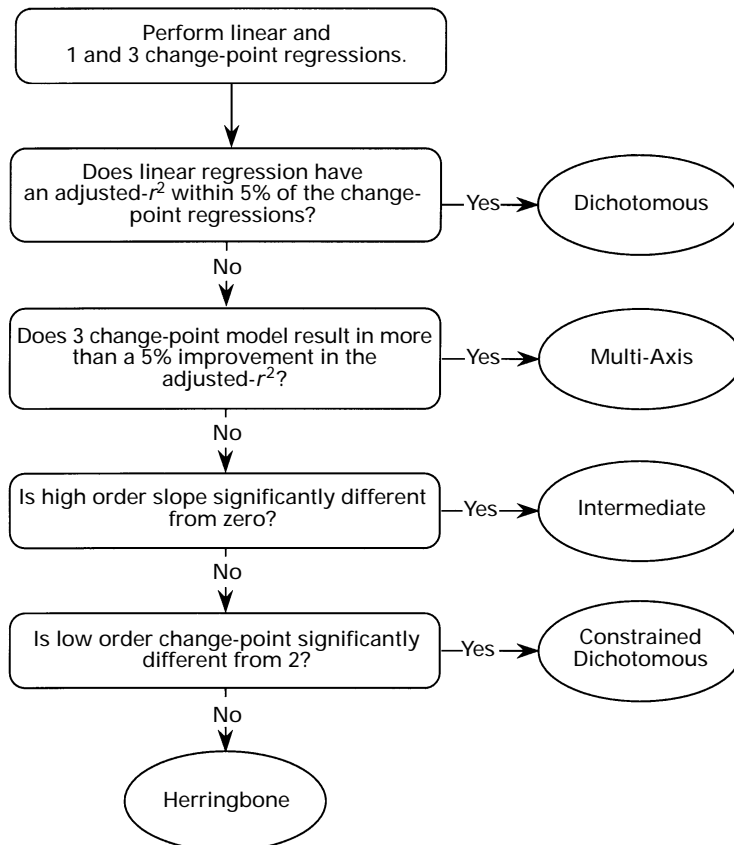 Perform linear and
1 and 3 change-point regressions.
Does linear regression have
an adjusted-r² within 5% of the change-
point regressions?
Yes
Dichotomous
No
Does 3 change-point model result in more
than a 5% improvement in the
adjusted-r²?
Yes
Multi-Axis
No
Is high order slope significantly different
from zero?
Yes
Intermediate
No
Is low order change-point significantly
different from 2?
Yes
Constrained
Dichotomous
No
Herringbone